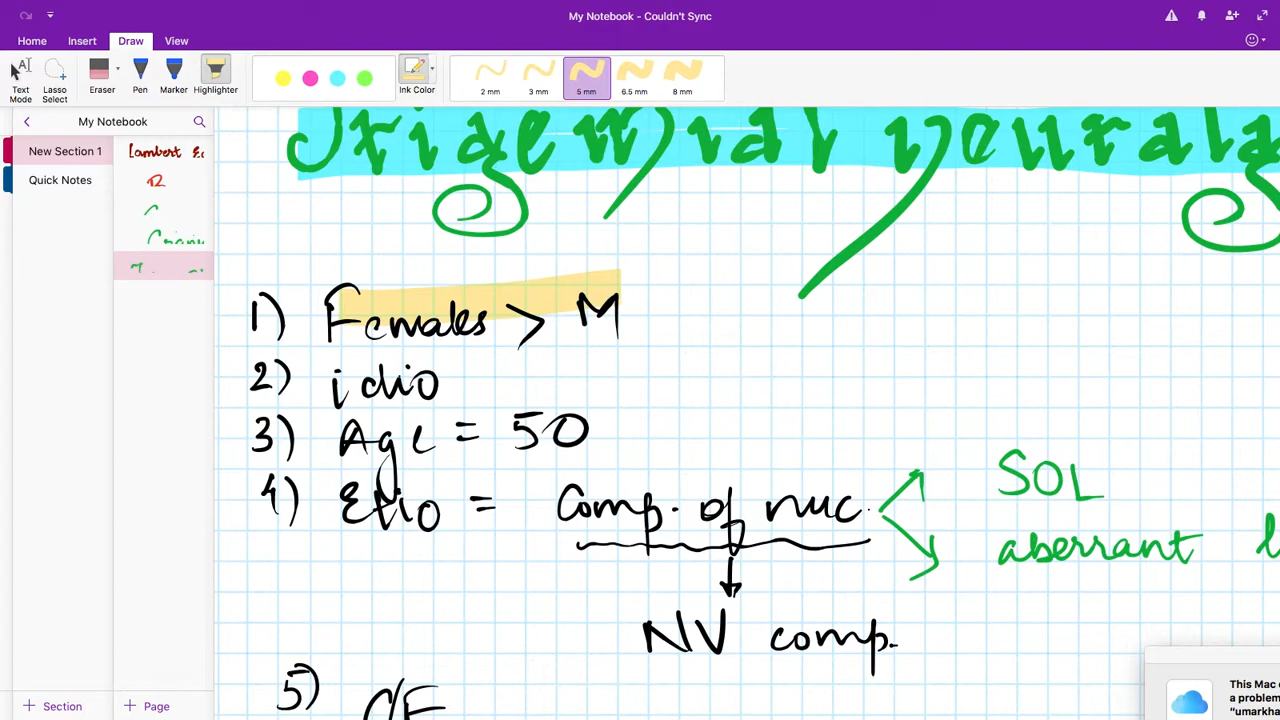 My Notebook - Couldn't Sync
Home Insert Draw View
Text Mode
Lasso Select
Eraser
Pen
Marker
Highlighter
Ink Color
2 mm
3 mm
5 mm
6.5 mm
8 mm
My Notebook
New Section 1
Quick Notes
Lambert
Section
Page
Trigeminal Neuralg
1) Females > M
2) idio
3) Age = 50
4) Etio = Comp. of nuc.
SOL
aberrant
NV comp.
5) C/F
This Mac
a problem
"umarkha